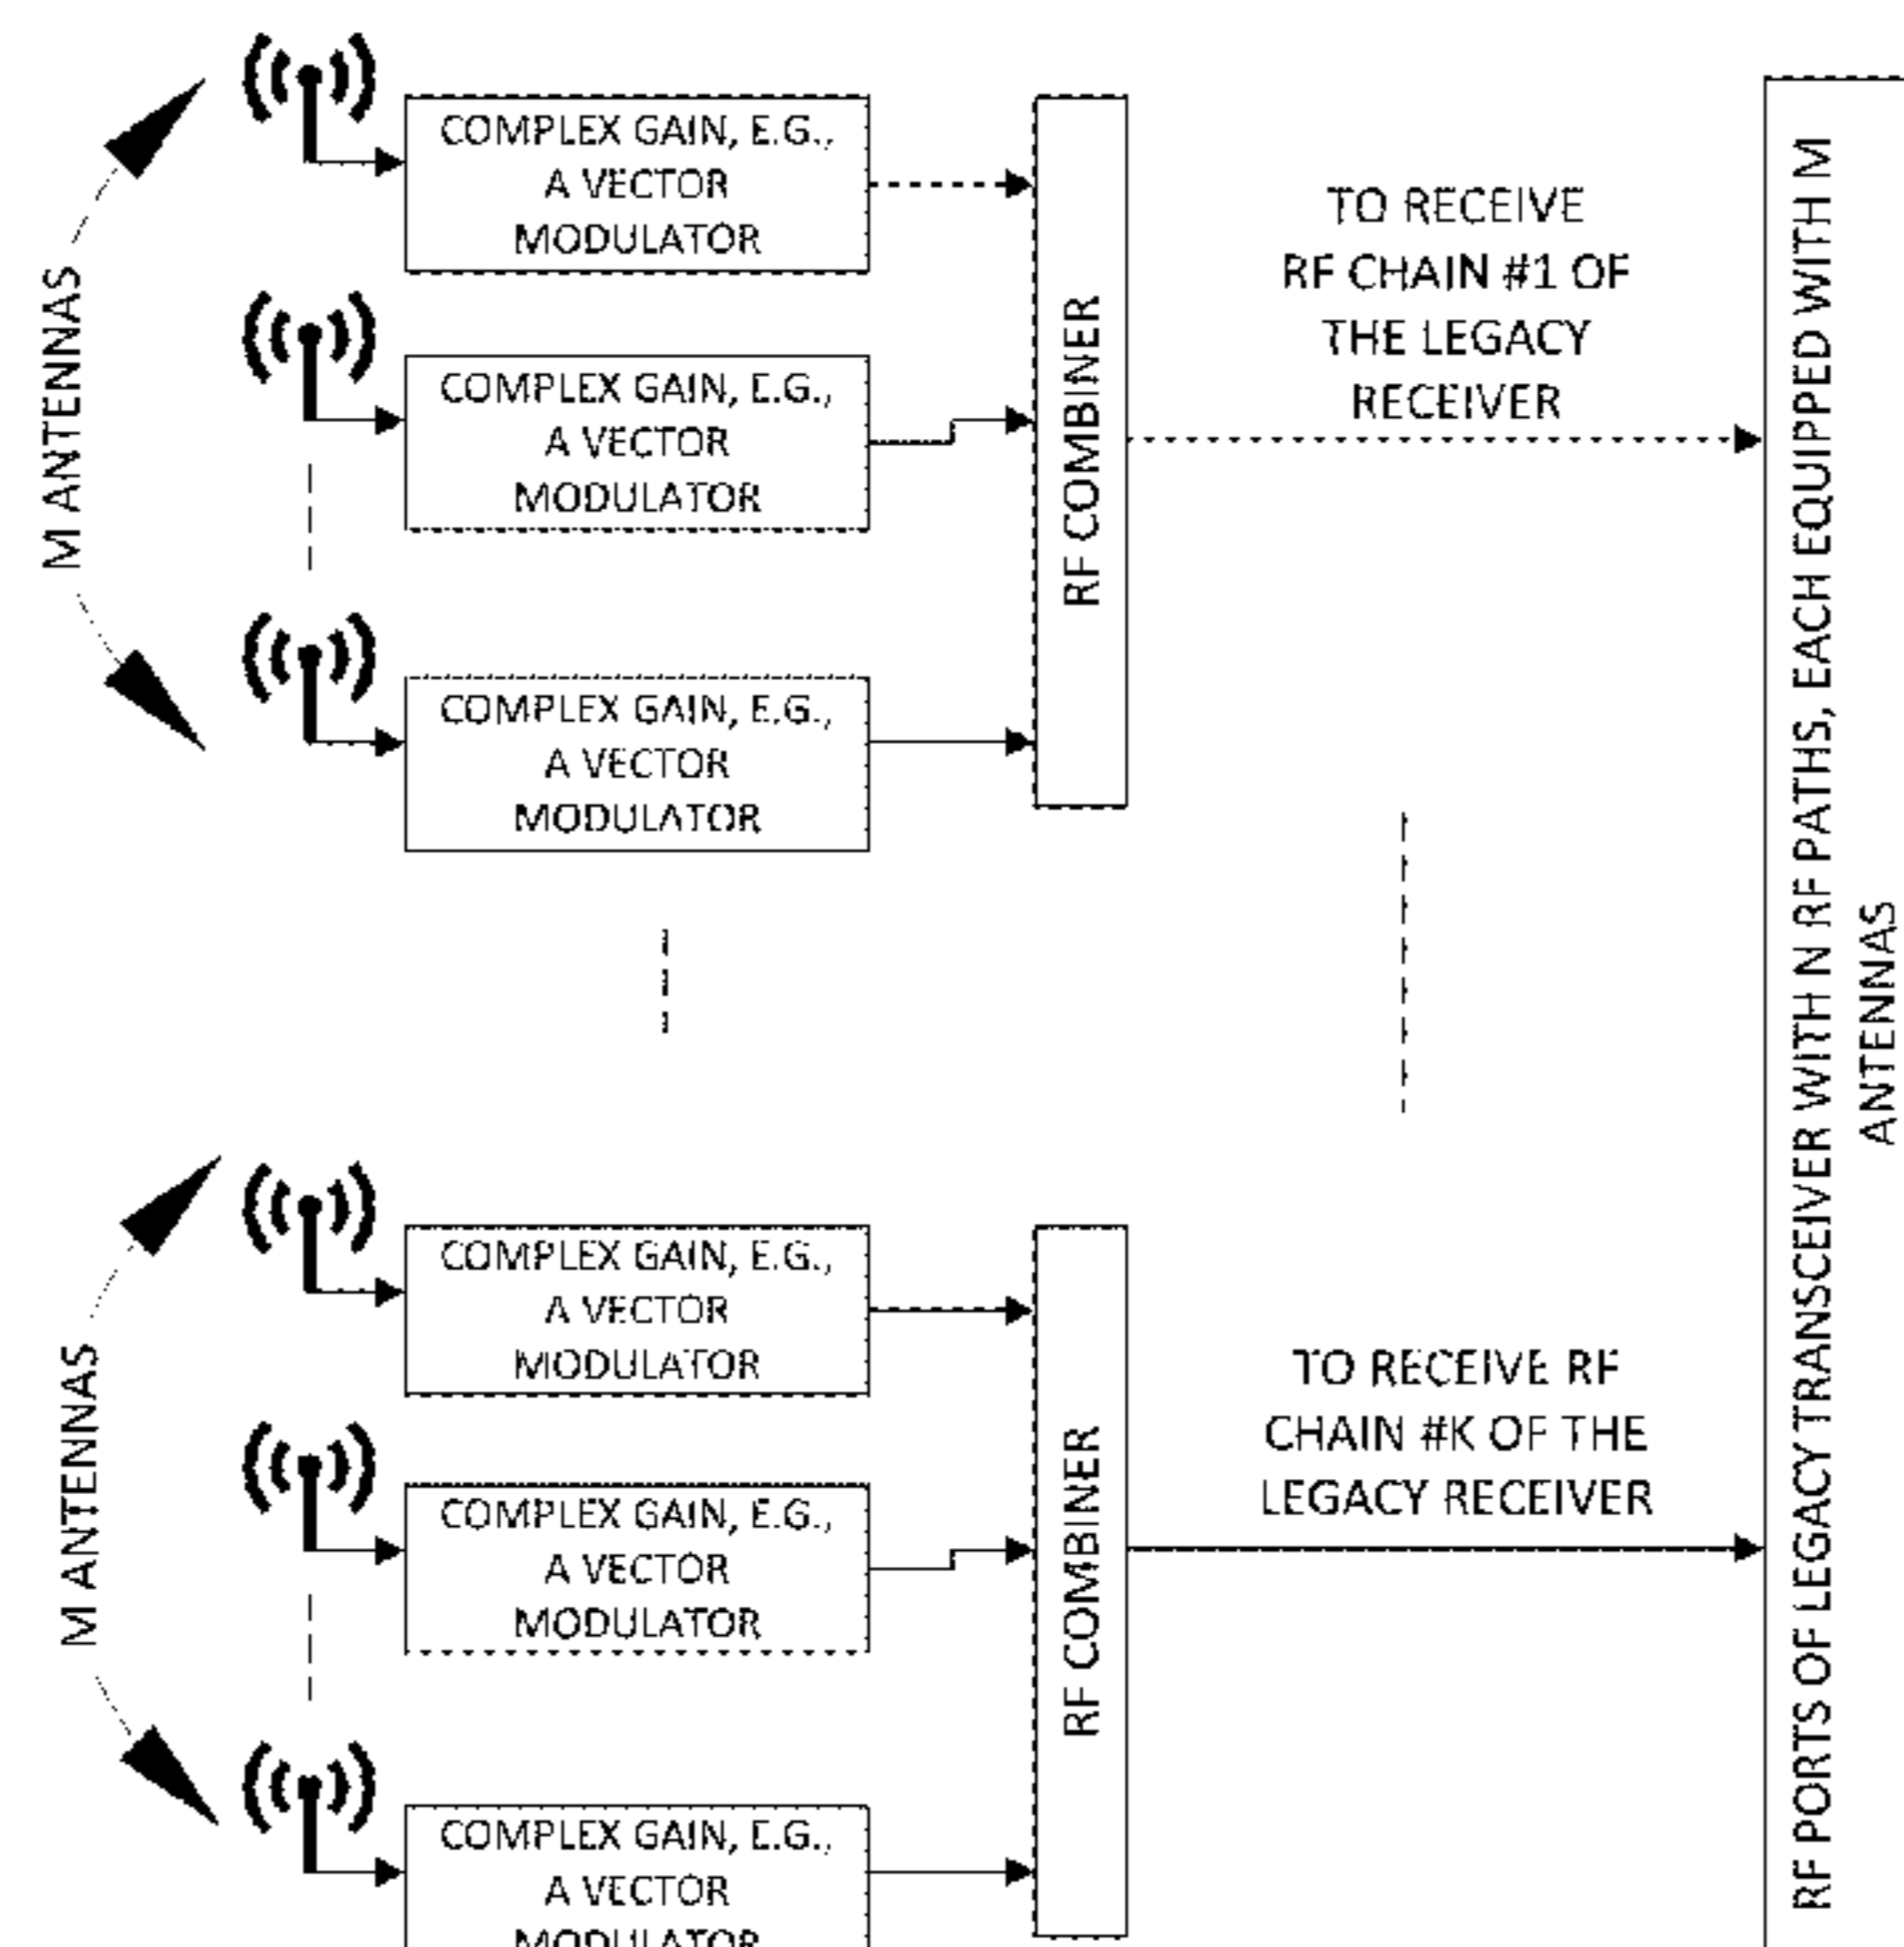 M ANTENNAS
COMPLEX GAIN, E.G.,
A VECTOR
MODULATOR
COMPLEX GAIN, E.G.,
A VECTOR
MODULATOR
COMPLEX GAIN, E.G.,
A VECTOR
MODULATOR
RF COMBINER
TO RECEIVE
RF CHAIN #1 OF
THE LEGACY
RECEIVER
M ANTENNAS
COMPLEX GAIN, E.G.,
A VECTOR
MODULATOR
COMPLEX GAIN, E.G.,
A VECTOR
MODULATOR
COMPLEX GAIN, E.G.,
A VECTOR
MODULATOR
RF COMBINER
TO RECEIVE RF
CHAIN #K OF THE
LEGACY RECEIVER
RF PORTS OF LEGACY TRANSCEIVER WITH N RF PATHS, EACH EQUIPPED WITH M
ANTENNAS